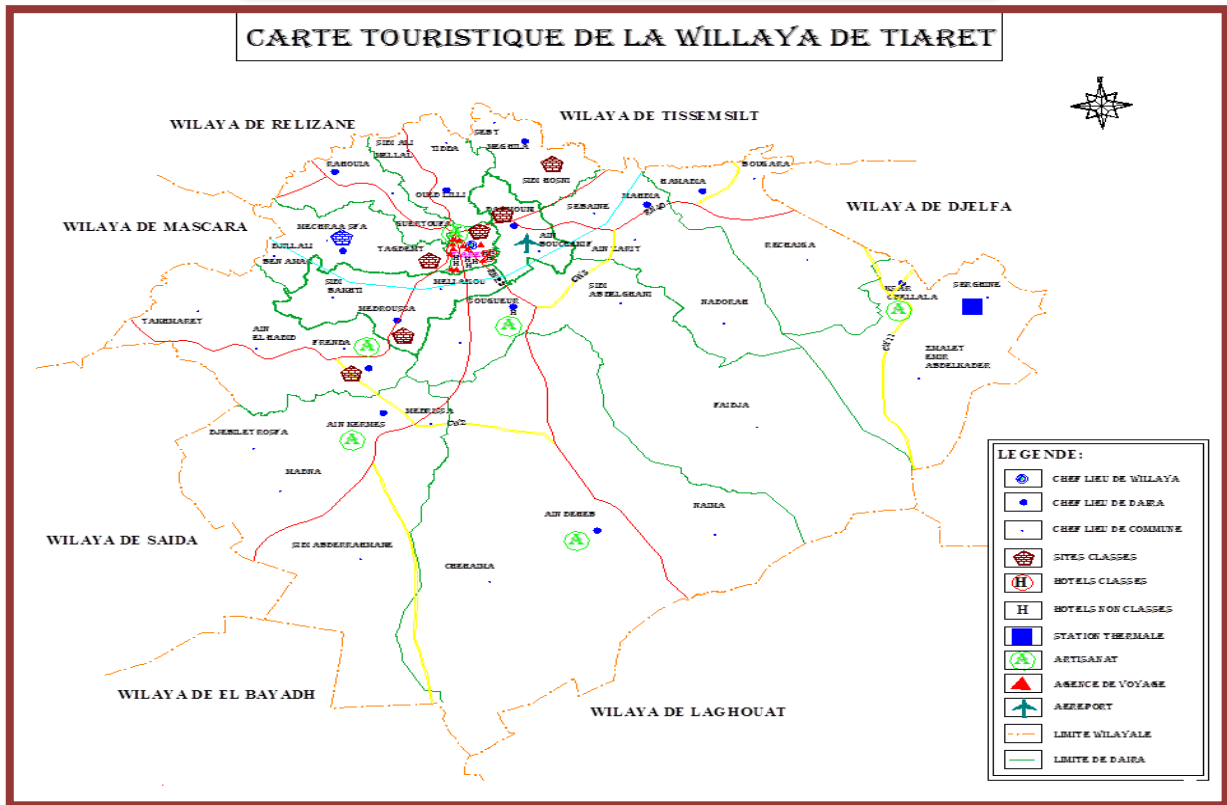 CARTE TOURISTIQUE DE LA WILLAYA DE TIARET
N
WILAYA DE RELIZANE
WILAYA DE TISSEMSILT
SEBT
SIDI ALI
MELLAL
TIDDA
MEGHILA
RAHOUIA
SIDI HOSNI
BOUGARA
HAMADIA
OUED LILLI
MAHDIA
WILAYA DE DJELFA
DAHMOUNI
SEBAINE
WILAYA DE MASCARA
MECHRAA SFA
GUERTOUFA
TAGDEMT
AIN
BOUCHAKIF
AIN ZARIT
RECHAIGA
DJILLALI
BEN AMAR
SIDI
BAKHTI
MELLAKOU
SIDI
ABDELGHANI
NADORAH
KSAR
CHELLALA
SERGHINE
MEDROUSSA
SOUGUEUR
H
A
TAKHMARET
AIN
EL HADID
FRENDA
ZMALET
EMIR
ABDELKADER
FAIDJA
MEDRISSA
AIN KERMES
DJEBILET ROSFA
MADNA
NAIMA
AIN DEHEB
WILAYA DE SAIDA
SIDI ABDERRAHMANE
CHEHAIMA
WILAYA DE EL BAYADH
WILAYA DE LAGHOUAT
LEGENDE:
CHEF LIEU DE WILLAYA
CHEF LIEU DE DAIRA
CHEF LIEU DE COMMUNE
SITES CLASSES
H HOTELS CLASSES
H HOTELS NON CLASSES
STATION THERMALE
A ARTISANAT
AGENCE DE VOYAGE
AEREPORT
LIMITE WILAYALE
LIMITE DE DAIRA